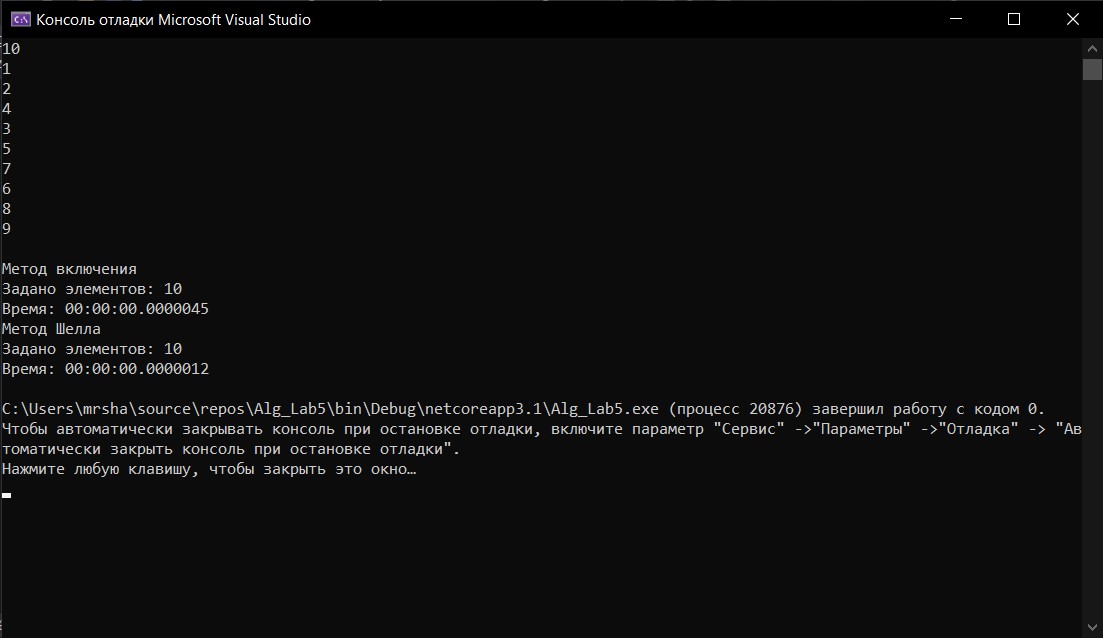 Консоль отладки Microsoft Visual Studio
10
1
2
4
3
5
7
6
8
9
Метод включения
Задано элементов: 10
Время: 00:00:00.0000045
Метод Шелла
Задано элементов: 10
Время: 00:00:00.0000012
C:\Users\mrsha\source\repos\Alg_Lab5\bin\Debug\netcoreapp3.1\Alg_Lab5.exe (процесс 20876) завершил работу с кодом 0.
Чтобы автоматически закрывать консоль при остановке отладки, включите параметр "Сервис" ->"Параметры" ->"Отладка" -> "Ав
томатически закрыть консоль при остановке отладки".
Нажмите любую клавишу, чтобы закрыть это окно…